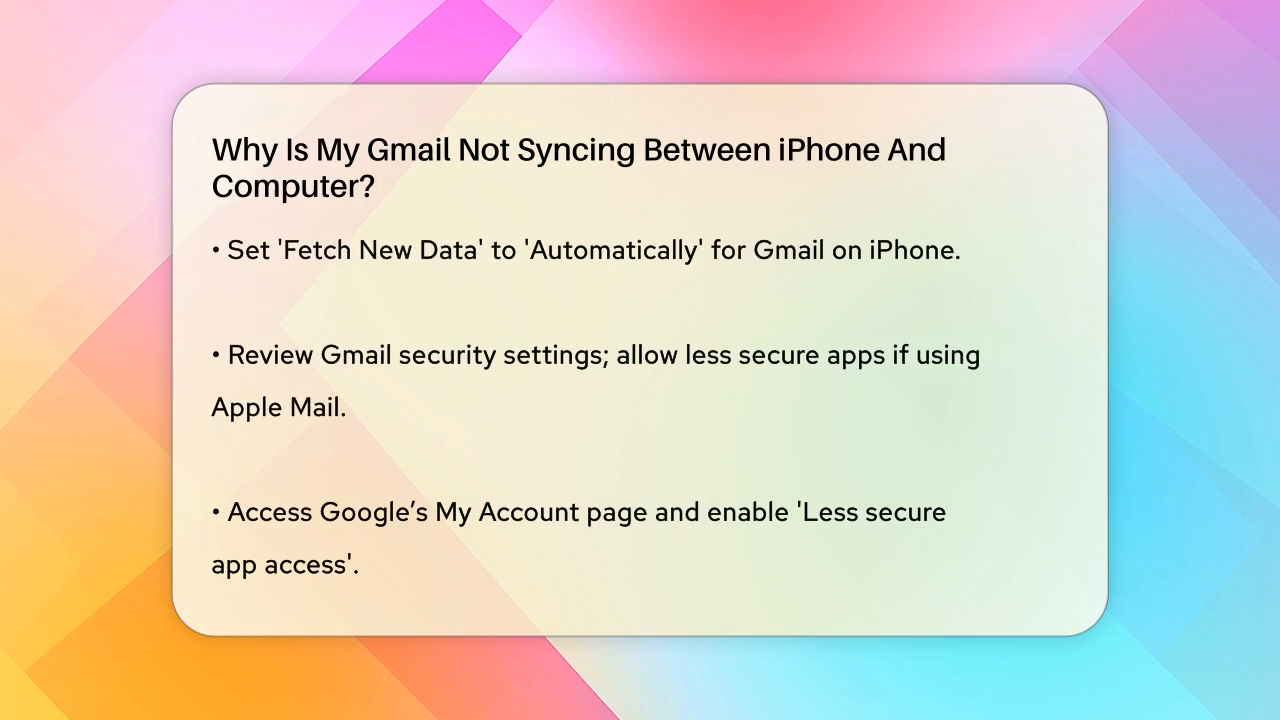 Why Is My Gmail Not Syncing Between iPhone And
Computer?
• Set 'Fetch New Data' to 'Automatically' for Gmail on iPhone.
• Review Gmail security settings; allow less secure apps if using
Apple Mail.
• Access Google’s My Account page and enable 'Less secure
app access'.